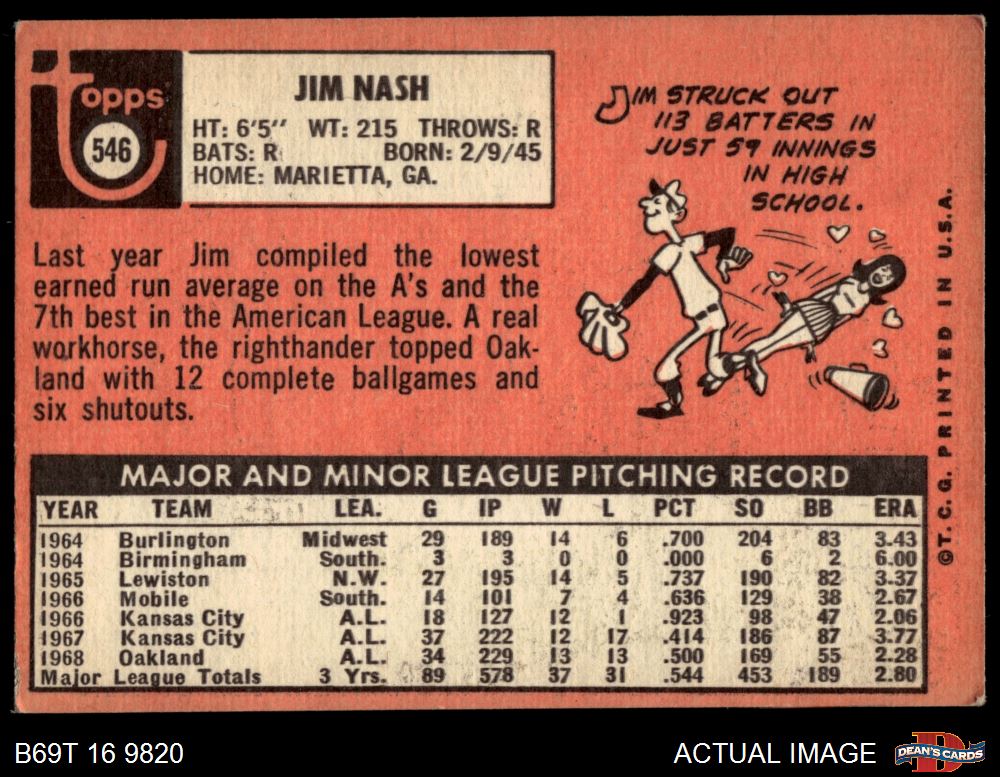 topps
546
JIM NASH
HT: 6'5" WT: 215 THROWS: R
BATS: R BORN: 2/9/45
HOME: MARIETTA, GA.
JIM STRUCK OUT
113 BATTERS IN
JUST 59 INNINGS
IN HIGH
SCHOOL.
Last year Jim compiled the lowest
earned run average on the A's and the
7th best in the American League. A real
workhorse, the righthander topped Oak-
land with 12 complete ballgames and
six shutouts.
MAJOR AND MINOR LEAGUE PITCHING RECORD
YEAR TEAM LEA. G IP W L PCT SO BB ERA
1964 Burlington Midwest 29 189 14 6 .700 204 83 3.43
1964 Birmingham South. 3 3 0 0 .000 6 2 6.00
1965 Lewiston N.W. 27 195 14 5 .737 190 82 3.37
1966 Mobile South. 14 101 7 4 .636 129 38 2.67
1966 Kansas City A.L. 18 127 12 1 .923 98 47 2.06
1967 Kansas City A.L. 37 222 12 17 .414 186 87 3.77
1968 Oakland A.L. 34 229 13 13 .500 169 55 2.28
Major League Totals 3 Yrs. 89 578 37 31 .544 453 189 2.80
©T. C. G. PRINTED IN U.S.A.
B69T 16 9820
ACTUAL IMAGE
D
DEAN'S CARDS